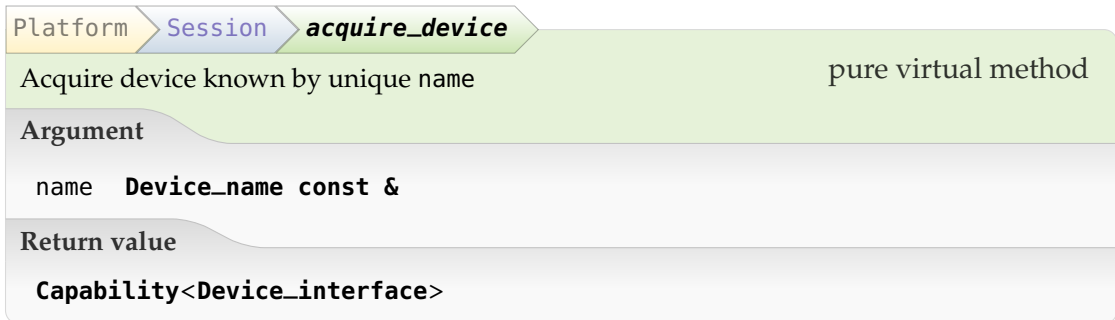 Platform Session acquire_device
Acquire device known by unique name pure virtual method
Argument
name Device_name const &
Return value
Capability<Device_interface>